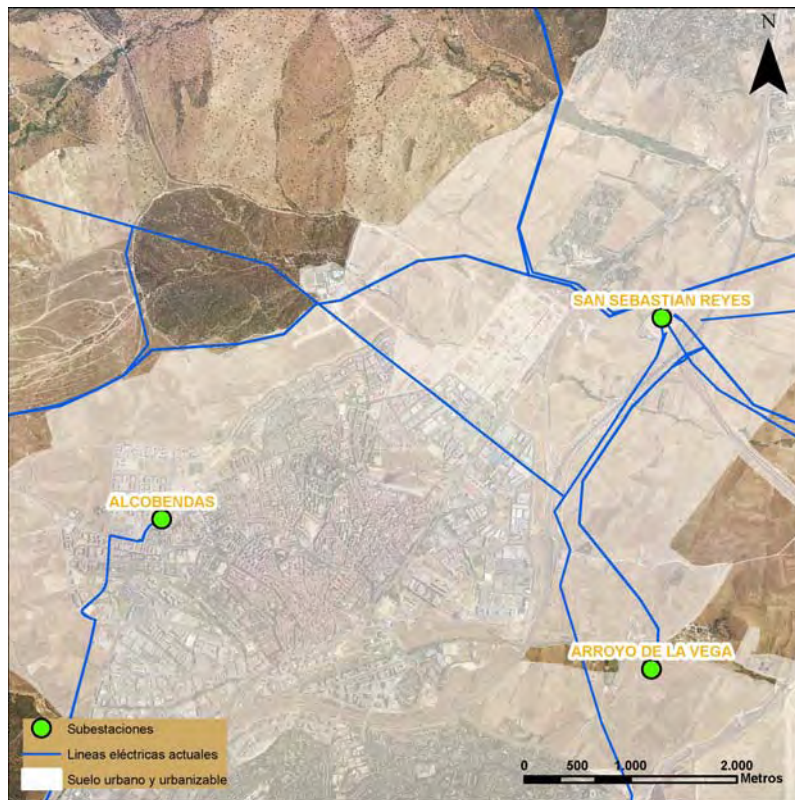 N
SAN SEBASTIAN REYES
ALCOBENDAS
ARROYO DE LA VEGA
Subestaciones
Lineas eléctricas actuales
Suelo urbano y urbanizable
0 500 1.000 2.000
Metros